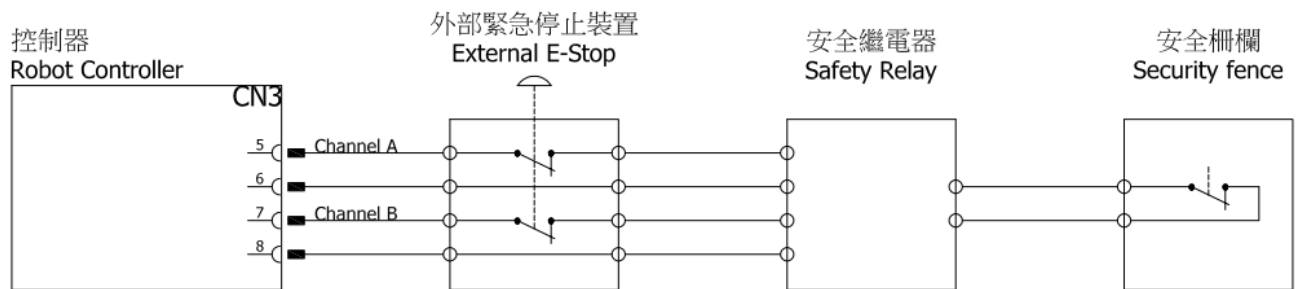 控制器
Robot Controller
外部緊急停止裝置
External E-Stop
安全繼電器
Safety Relay
安全柵欄
Security fence
CN3
5
Channel A
6
7
Channel B
8